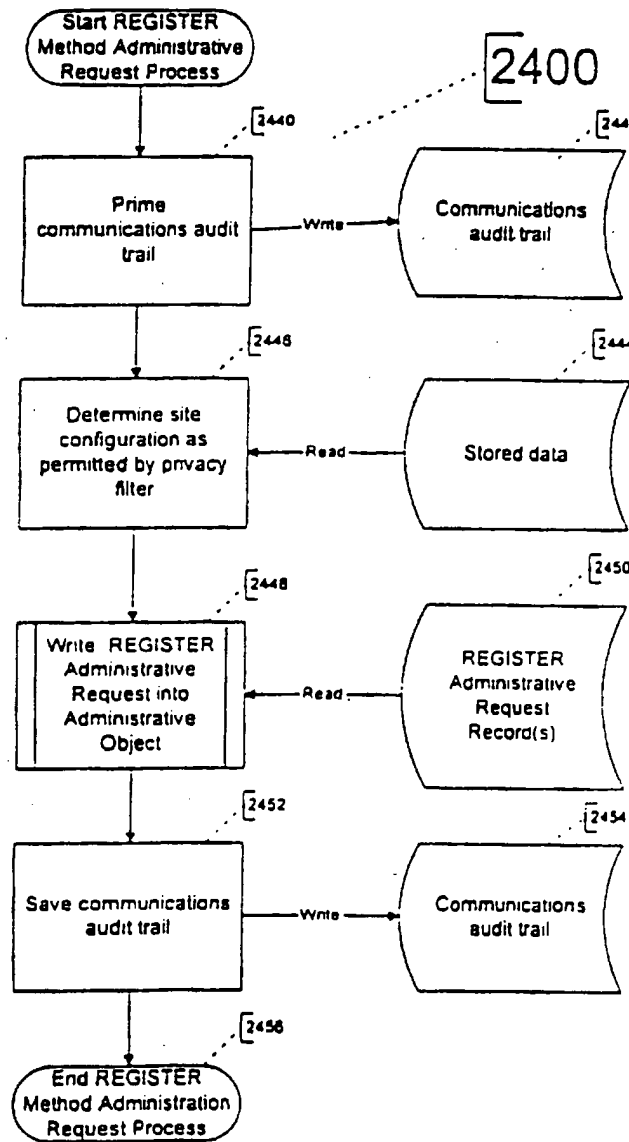 Start REGISTER
Method Administrative
Request Process
2400
2440
244
Prime
communications audit
trail
Write
Communications
audit trail
2446
2444
Determine site
configuration as
permitted by privacy
filter
Read
Stored data
2448
2450
Write REGISTER
Administrative
Request into
Administrative
Object
Read
REGISTER
Administrative
Request
Record(s)
2452
2454
Save communications
audit trail
Write
Communications
audit trail
2456
End REGISTER
Method Administration
Request Process